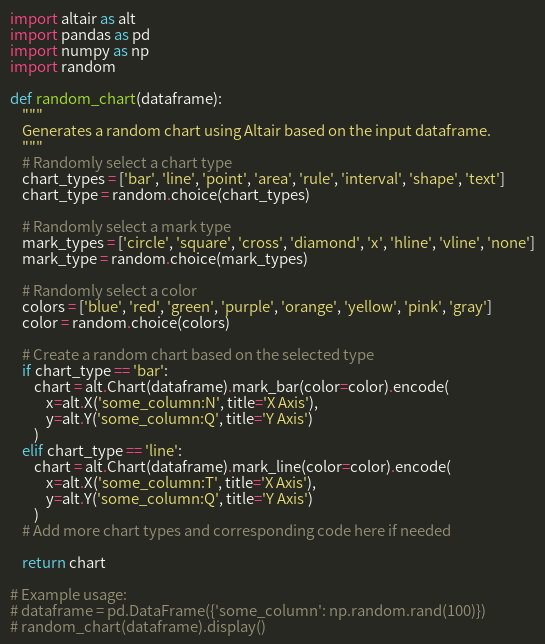 import altair as alt
import pandas as pd
import numpy as np
import random

def random_chart(dataframe):
    """
    Generates a random chart using Altair based on the input dataframe.
    """
    # Randomly select a chart type
    chart_types = ['bar', 'line', 'point', 'area', 'rule', 'interval', 'shape', 'text']
    chart_type = random.choice(chart_types)

    # Randomly select a mark type
    mark_types = ['circle', 'square', 'cross', 'diamond', 'x', 'hline', 'vline', 'none']
    mark_type = random.choice(mark_types)

    # Randomly select a color
    colors = ['blue', 'red', 'green', 'purple', 'orange', 'yellow', 'pink', 'gray']
    color = random.choice(colors)

    # Create a random chart based on the selected type
    if chart_type == 'bar':
        chart = alt.Chart(dataframe).mark_bar(color=color).encode(
            x=alt.X('some_column:N', title='X Axis'),
            y=alt.Y('some_column:Q', title='Y Axis')
        )
    elif chart_type == 'line':
        chart = alt.Chart(dataframe).mark_line(color=color).encode(
            x=alt.X('some_column:T', title='X Axis'),
            y=alt.Y('some_column:Q', title='Y Axis')
        )
    # Add more chart types and corresponding code here if needed

    return chart

# Example usage:
# dataframe = pd.DataFrame({'some_column': np.random.rand(100)})
# random_chart(dataframe).display()